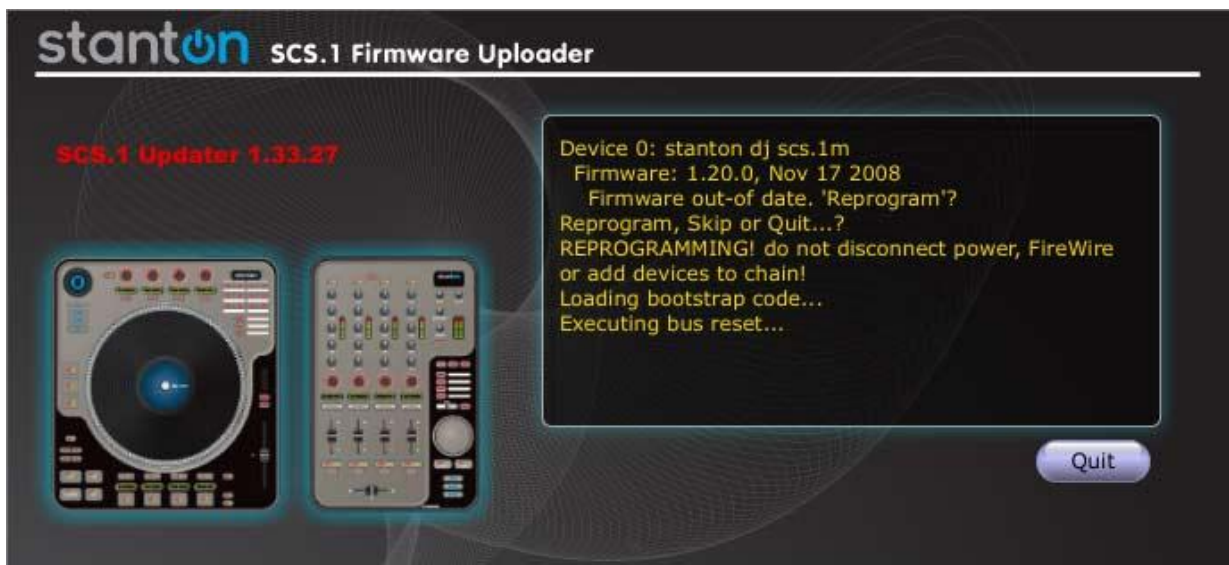 stanton SCS.1 Firmware Uploader
SCS.1 Updater 1.33.27
Device 0: stanton dj scs.1m
Firmware: 1.20.0, Nov 17 2008
Firmware out-of date. 'Reprogram'?
Reprogram, Skip or Quit...?
REPROGRAMMING! do not disconnect power, FireWire
or add devices to chain!
Loading bootstrap code...
Executing bus reset...
Quit